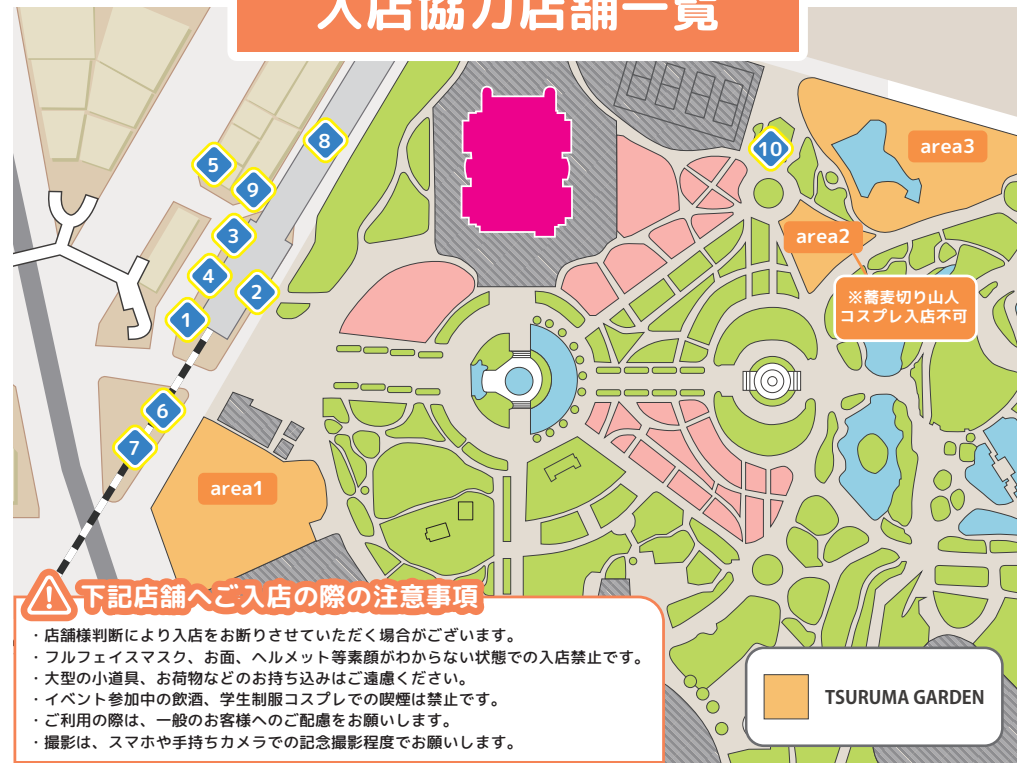 入店協力店舗一覧
8
5
9
10
area3
3
area2
4
2
※蕎麦切り山人
コスプレ入店不可
1
6
7
area1
下記店舗へご入店の際の注意事項
・店舗様判断により入店をお断りさせていただく場合がございます。
・フルフェイスマスク、お面、ヘルメット等素顔がわからない状態での入店禁止です。
・大型の小道具、お荷物などのお持ち込みはご遠慮ください。
・イベント参加中の飲酒、学生制服コスプレでの喫煙は禁止です。
・ご利用の際は、一般のお客様へのご配慮をお願いします。
・撮影は、スマホや手持ちカメラでの記念撮影程度でお願いします。
TSURUMA GARDEN